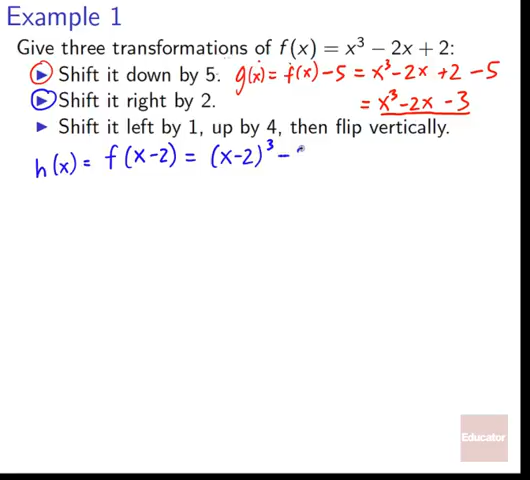 Example 1
Give three transformations of f(x) = x³ − 2x + 2:
▶ Shift it down by 5. g(x) = f(x) − 5 = x³ − 2x + 2 − 5
▶ Shift it right by 2. = x³ − 2x − 3
▶ Shift it left by 1, up by 4, then flip vertically.
h(x) = f(x−2) = (x−2)³ −
Educator